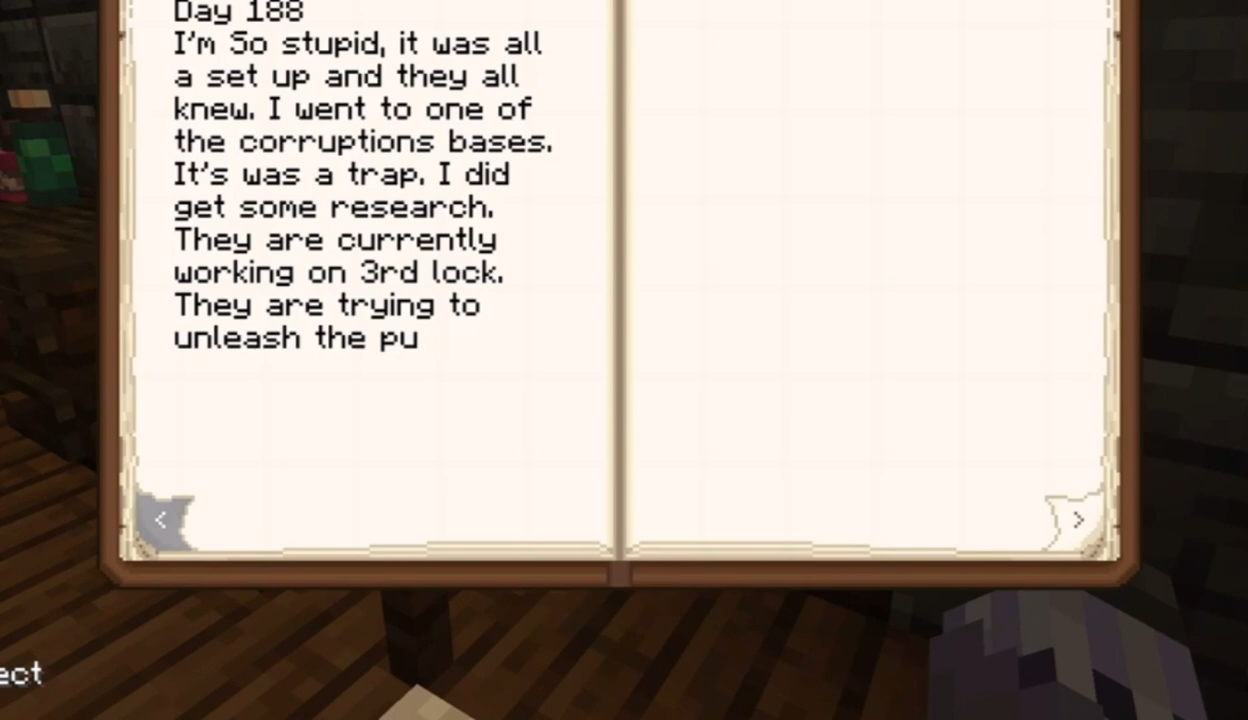 Day 188
I'm So stupid, it was all
a set up and they all
knew. I went to one of
the corruptions bases.
It's was a trap. I did
get some research.
They are currently
working on 3rd lock.
They are trying to
unleash the pu
<
>
ect